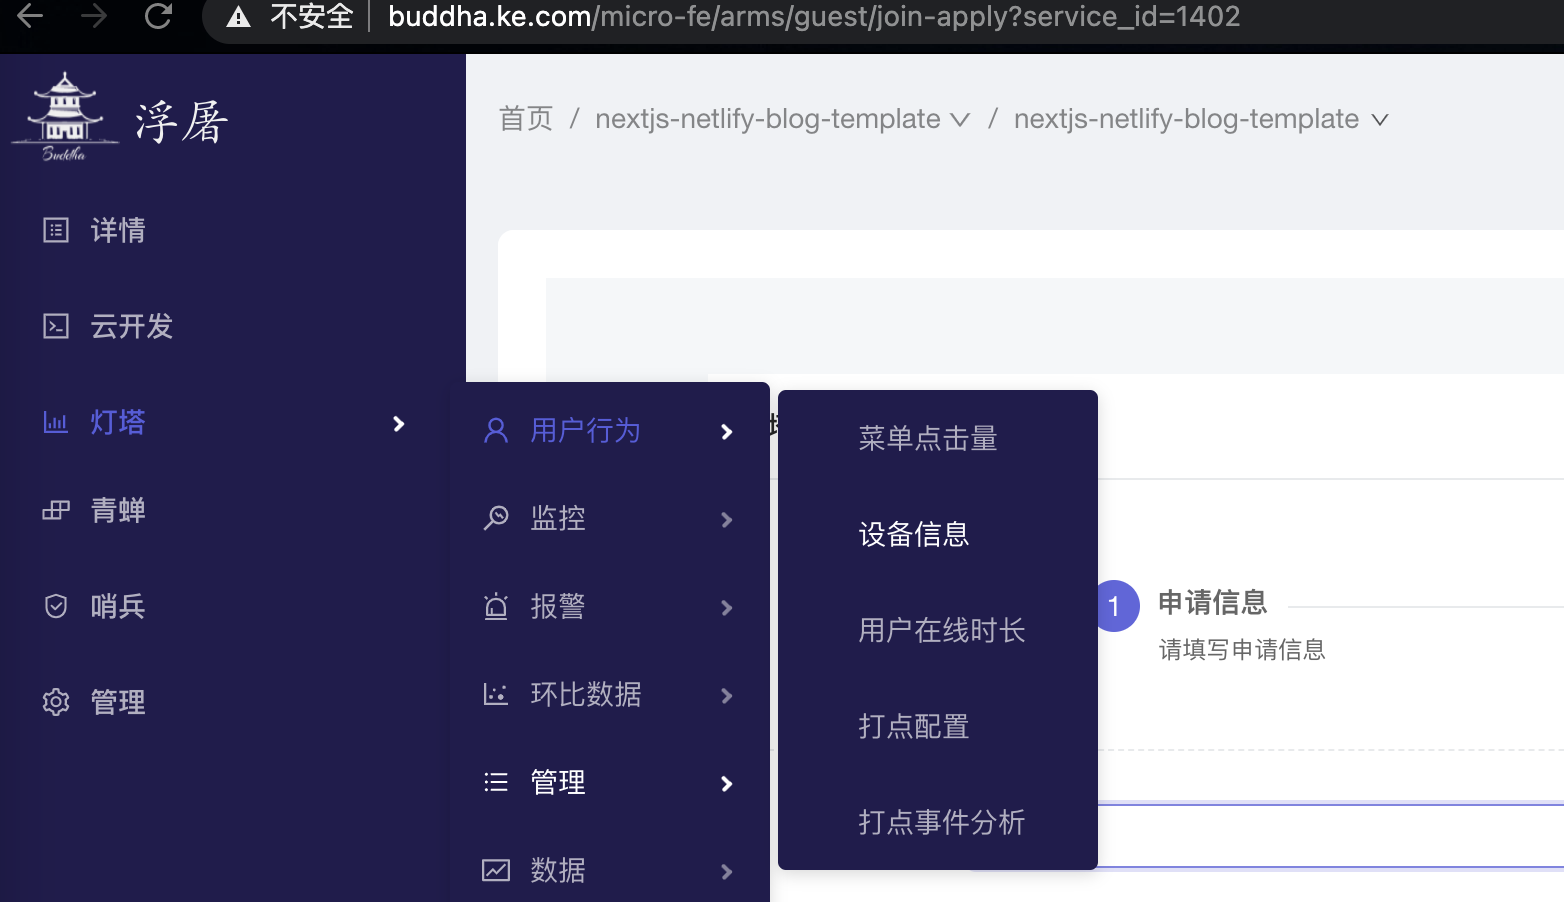 不安全 buddha.ke.com/micro-fe/arms/guest/join-apply?service_id=1402
浮屠
Buddha
首页 / nextjs-netlify-blog-template / nextjs-netlify-blog-template
详情
云开发
灯塔
青蝉
哨兵
管理
用户行为
监控
报警
环比数据
管理
数据
菜单点击量
设备信息
用户在线时长
打点配置
打点事件分析
1 申请信息
请填写申请信息